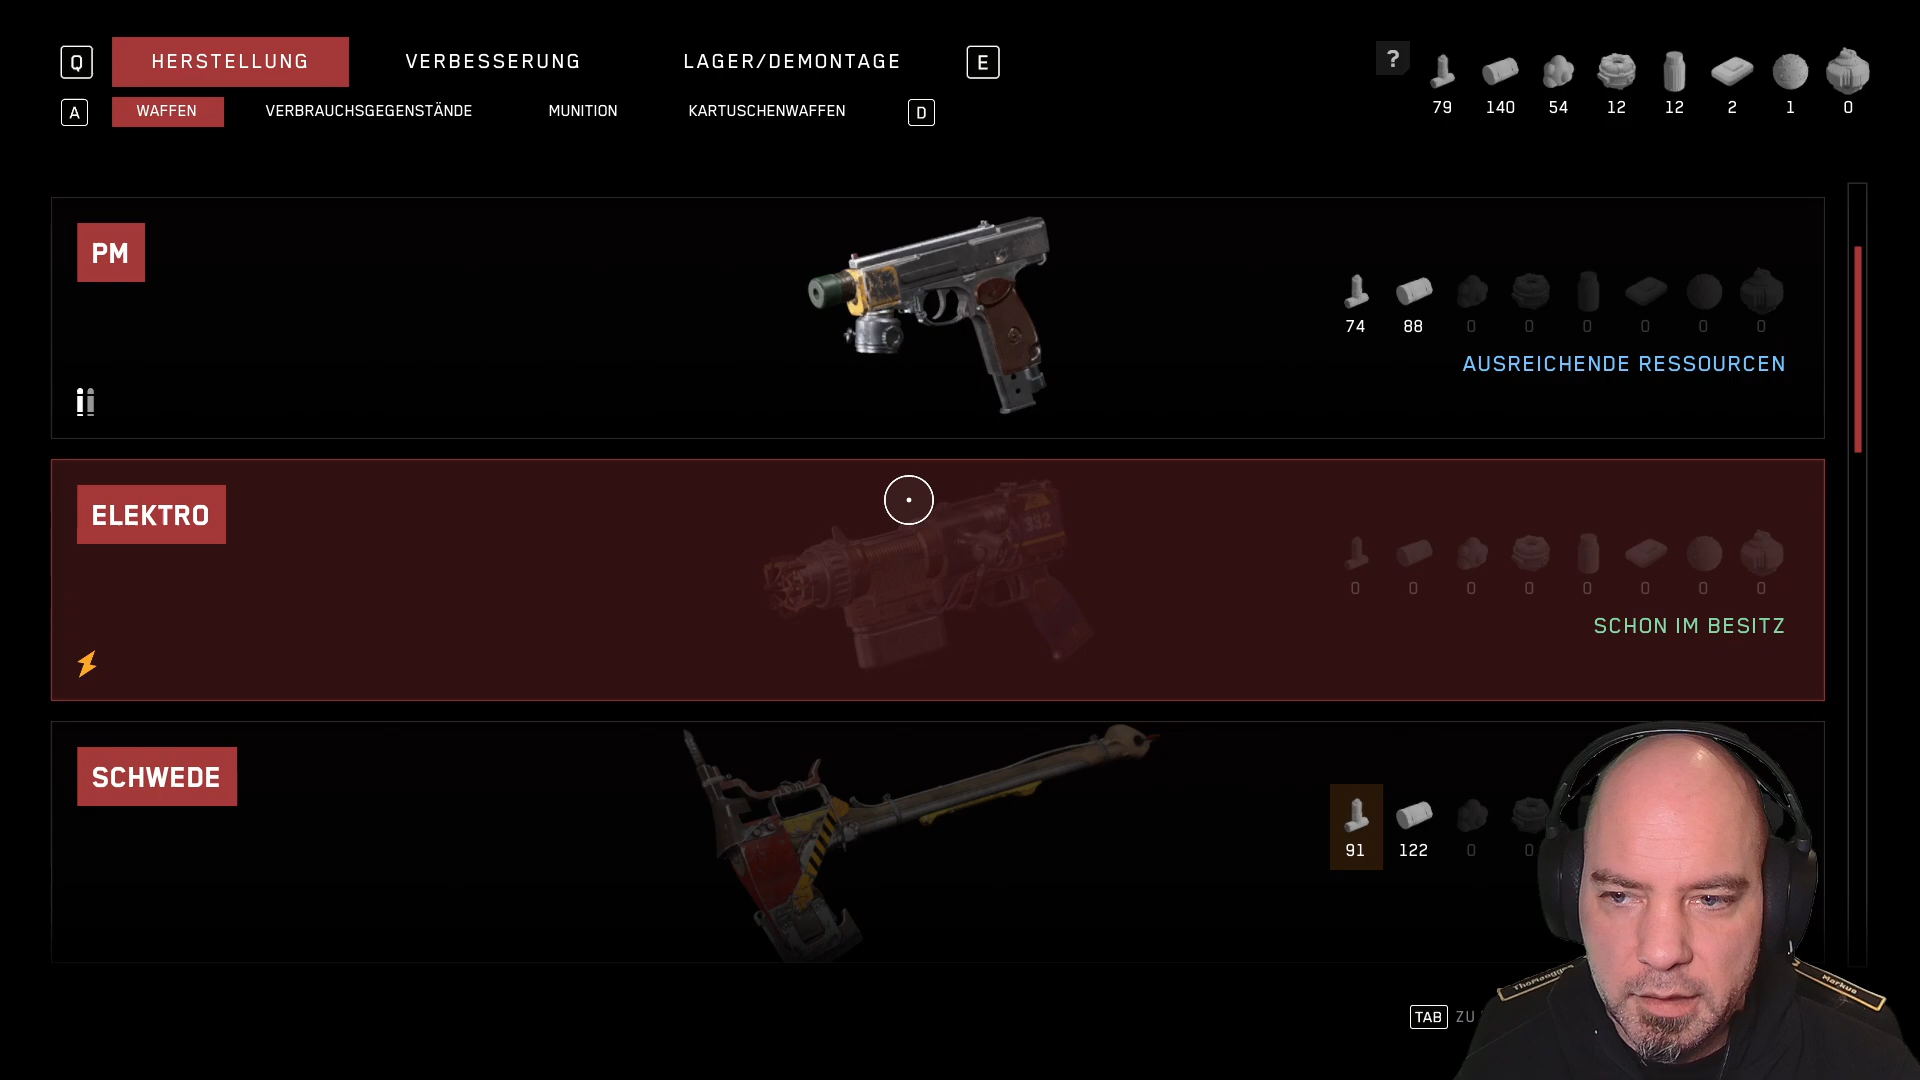 Q HERSTELLUNG VERBESSERUNG LAGER/DEMONTAGE E
?
A WAFFEN VERBRAUCHSGEGENSTÄNDE MUNITION KARTUSCHENWAFFEN D
79 140 54 12 12 2 1 0
PM
74 88 0 0 0 0 0 0
AUSREICHENDE RESSOURCEN
ELEKTRO
332
0 0 0 0 0 0 0 0
SCHON IM BESITZ
SCHWEDE
91 122 0 0
Markus
TAB ZU